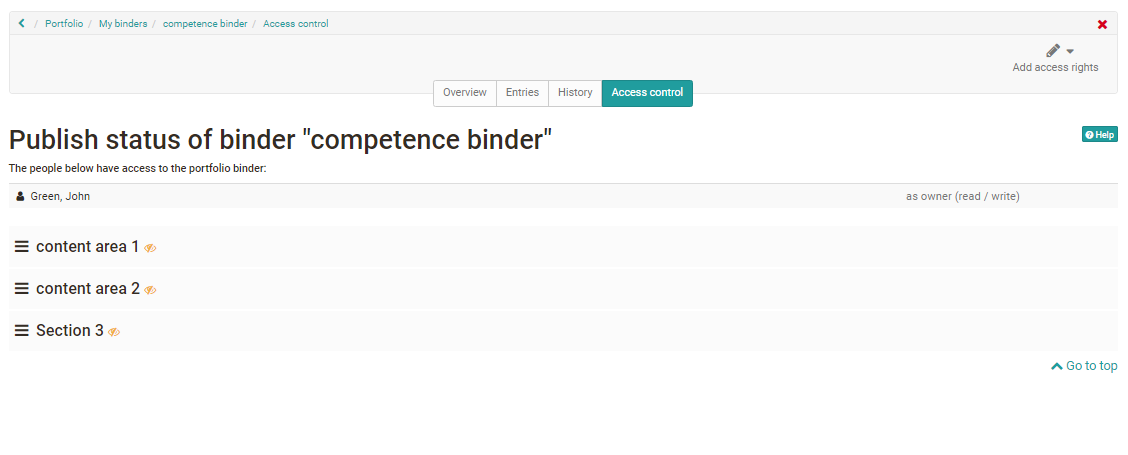 / Portfolio / My binders / competence binder / Access control
Add access rights
Overview Entries History Access control
Publish status of binder "competence binder"
Help
The people below have access to the portfolio binder:
Green, John as owner (read / write)
content area 1
content area 2
Section 3
Go to top